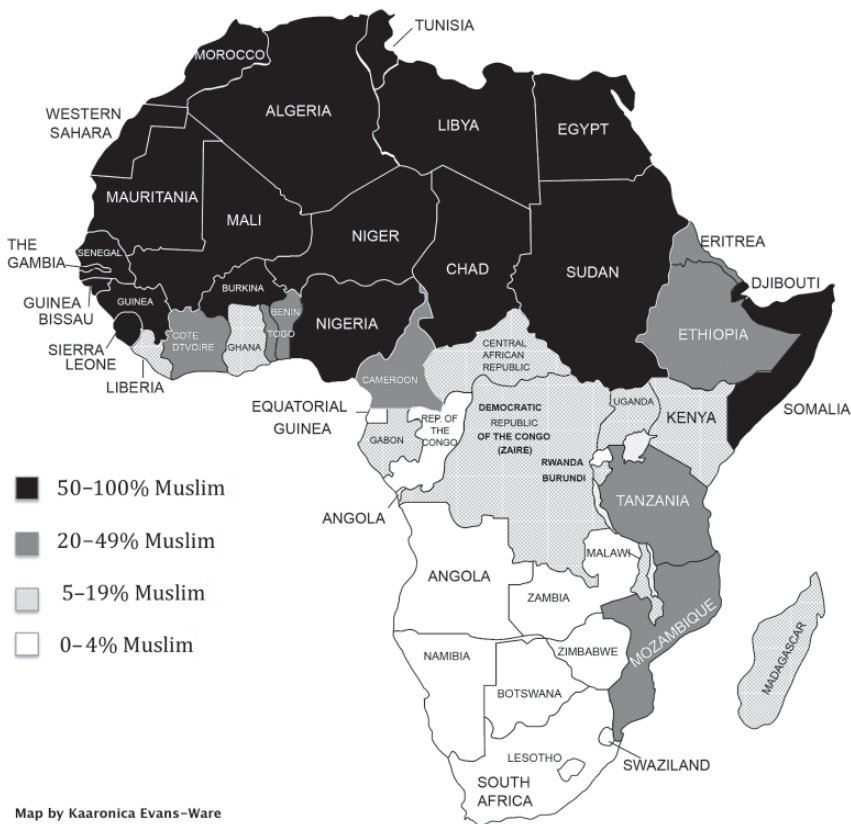 TUNISIA
MOROCCO
WESTERN
SAHARA
ALGERIA
LIBYA
EGYPT
MAURITANIA
MALI
NIGER
CHAD
SUDAN
ERITREA
THE
GAMBIA
SENEGAL
DJIBOUTI
GUINEA
BISSAU
GUINEA
BURKINA
BENIN
NIGERIA
ETHIOPIA
COTE
DTVOIRE
GHANA
TOGO
SIERRA
LEONE
LIBERIA
CENTRAL
AFRICAN
REPUBLIC
CAMEROON
SOMALIA
EQUATORIAL
GUINEA
REP. OF
THE
CONGO
DEMOCRATIC
REPUBLIC
OF THE CONGO
(ZAIRE)
UGANDA
KENYA
GABON
RWANDA
BURUNDI
TANZANIA
ANGOLA
50–100% Muslim
20–49% Muslim
5–19% Muslim
0–4% Muslim
ANGOLA
MALAWI
ZAMBIA
MOZAMBIQUE
MADAGASCAR
NAMIBIA
ZIMBABWE
BOTSWANA
LESOTHO
SWAZILAND
SOUTH
AFRICA
Map by Kaaronica Evans-Ware